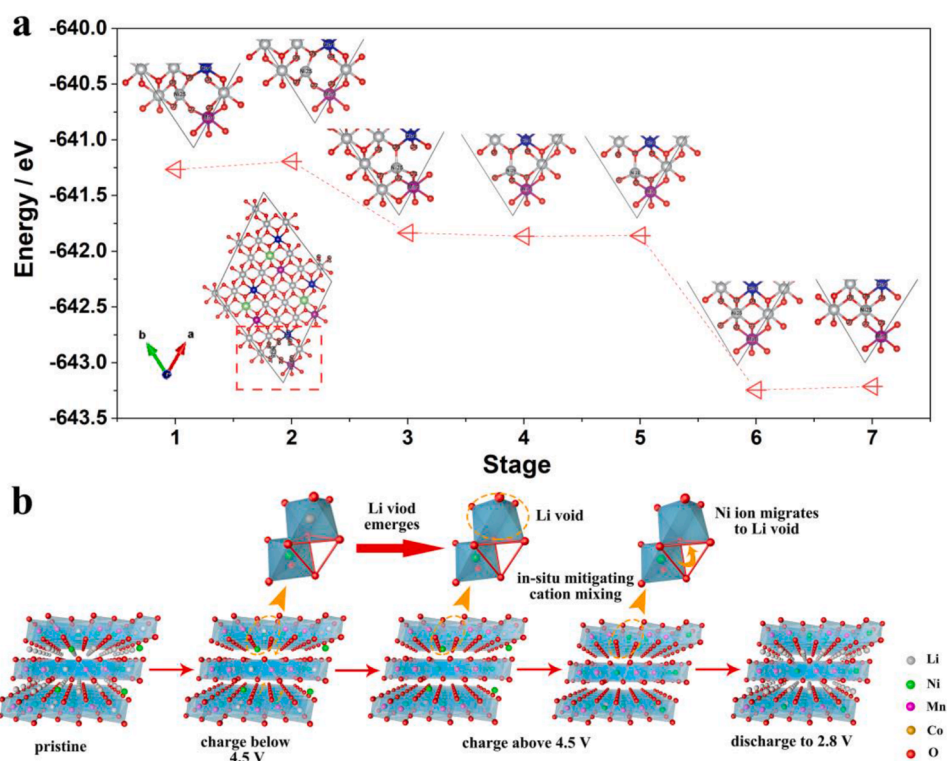 a
Energy / eV
-640.0
-640.5
-641.0
-641.5
-642.0
-642.5
-643.0
-643.5
b
a
1 2 3 4 5 6 7
Stage
b
Li viod
emerges
Li void
Ni ion migrates
to Li void
in-situ mitigating
cation mixing
pristine
charge below
4.5 V
charge above 4.5 V
discharge to 2.8 V
Li
Ni
Mn
Co
O